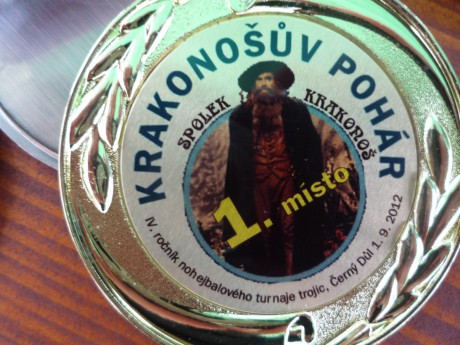 KRAKONOŠŮV POHÁR
SPOLEK KRAKONOŠ
1. místo
IV. ročník nohejbalového turnaje trojic, Černý Důl 1. 9. 2012